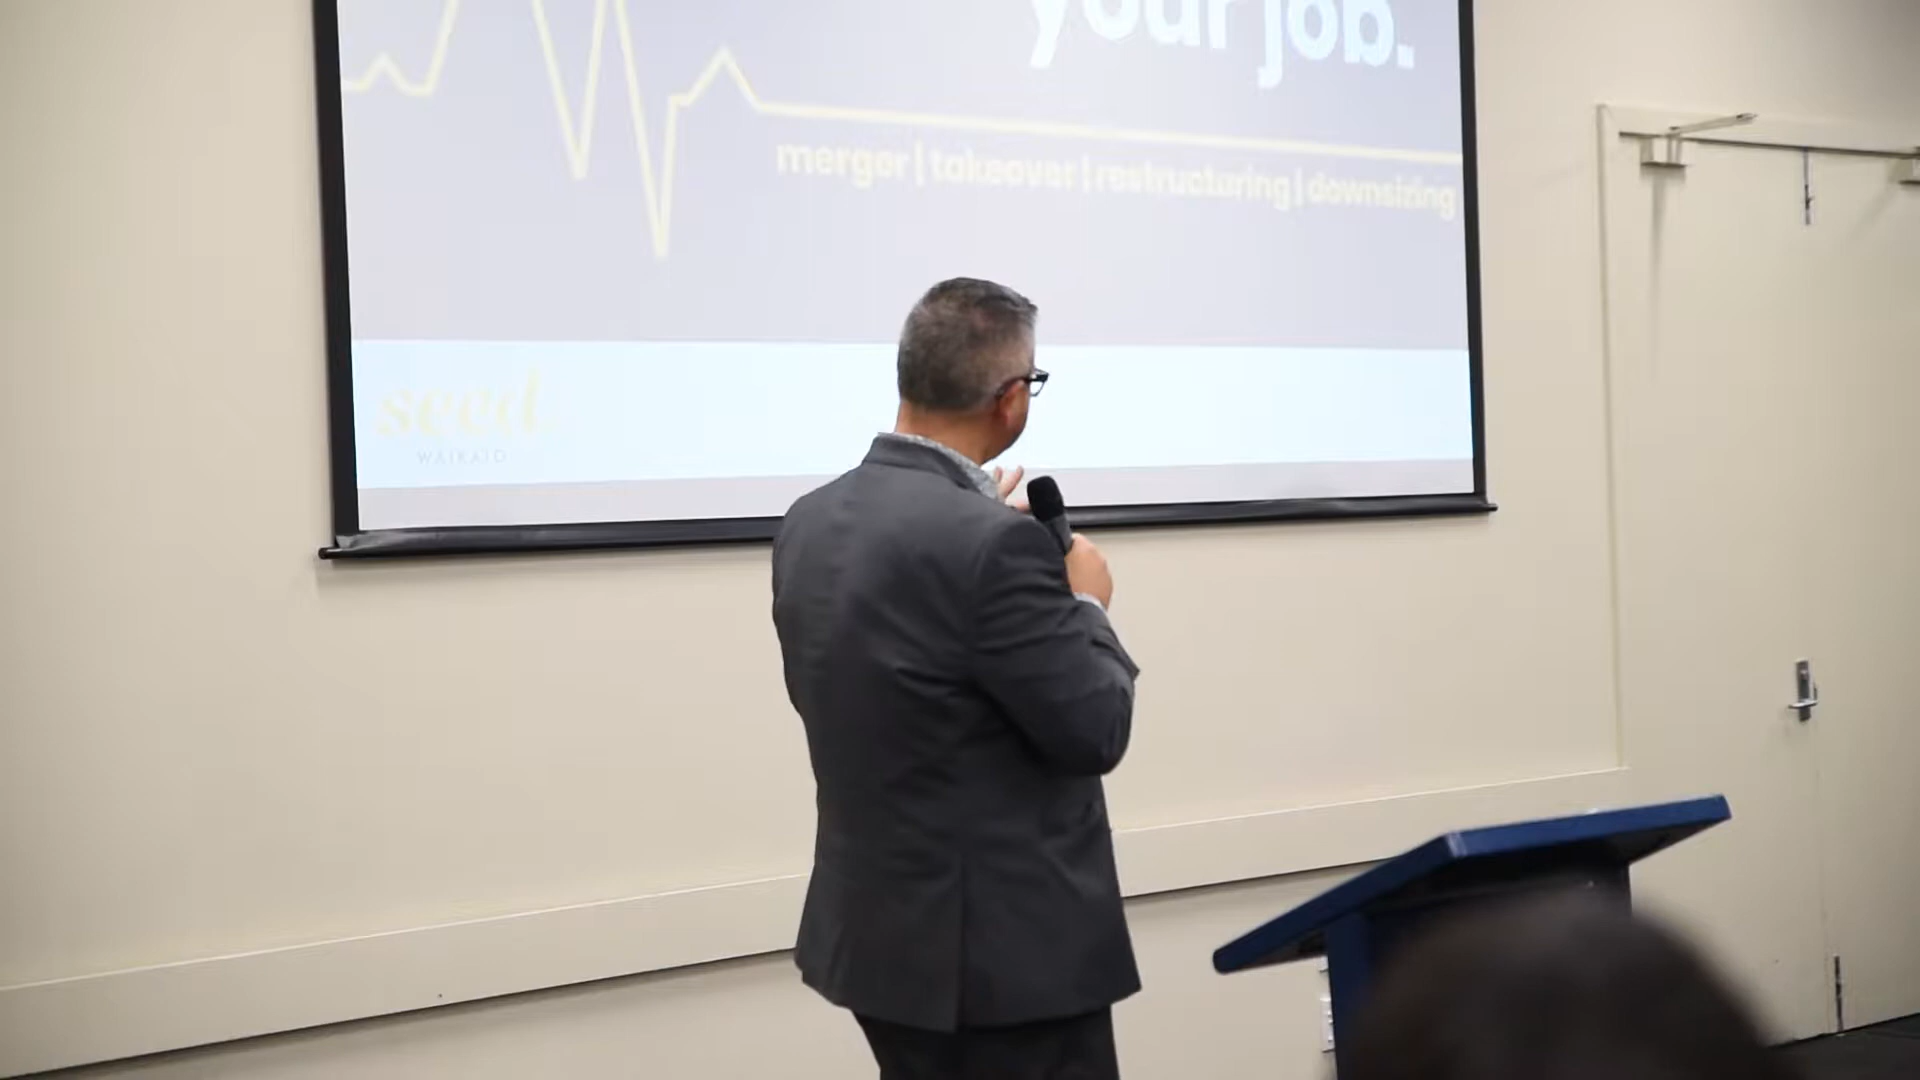 your job.
merger | takeover | restructuring | downsizing
seed
WAIKATO